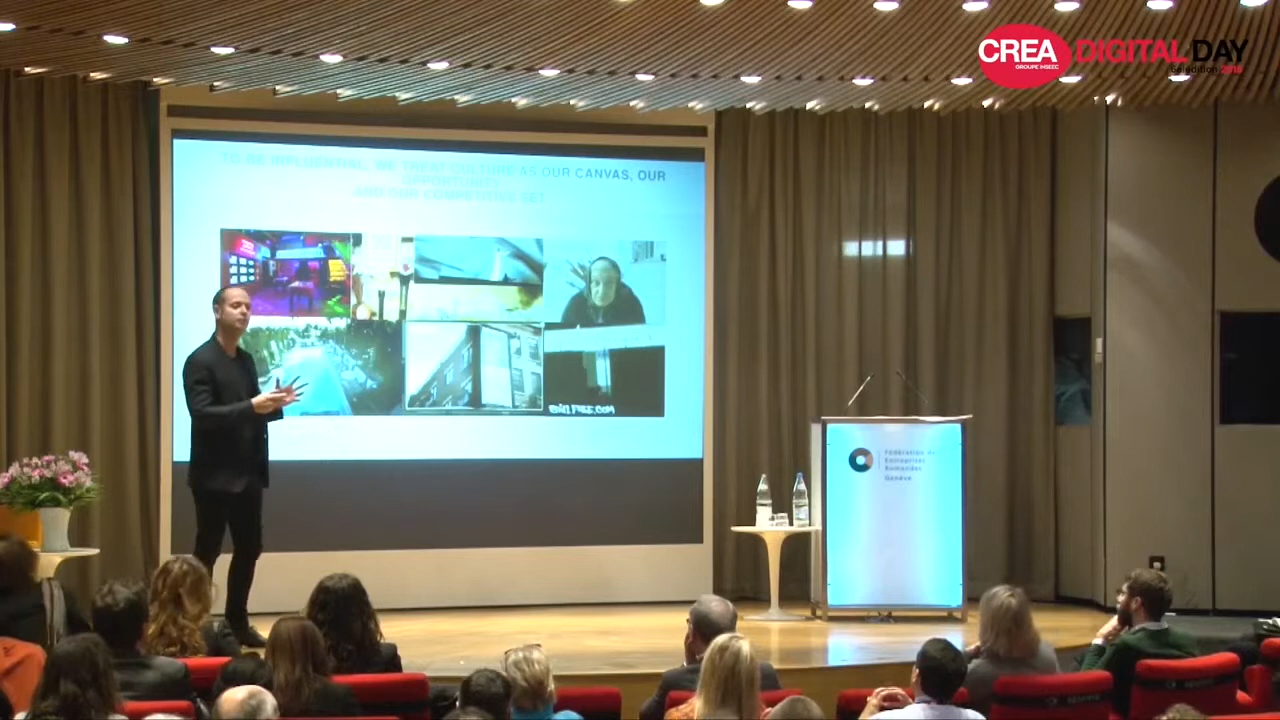 CREA DIGITAL DAY
GROUPE INSEEC
TO BE INFLUENTIAL, WE TREAT CULTURE AS OUR CANVAS, OUR
OPPORTUNITY
AND OUR COMPETITIVE SET
Fédération
Entreprises
Romandes
Genève